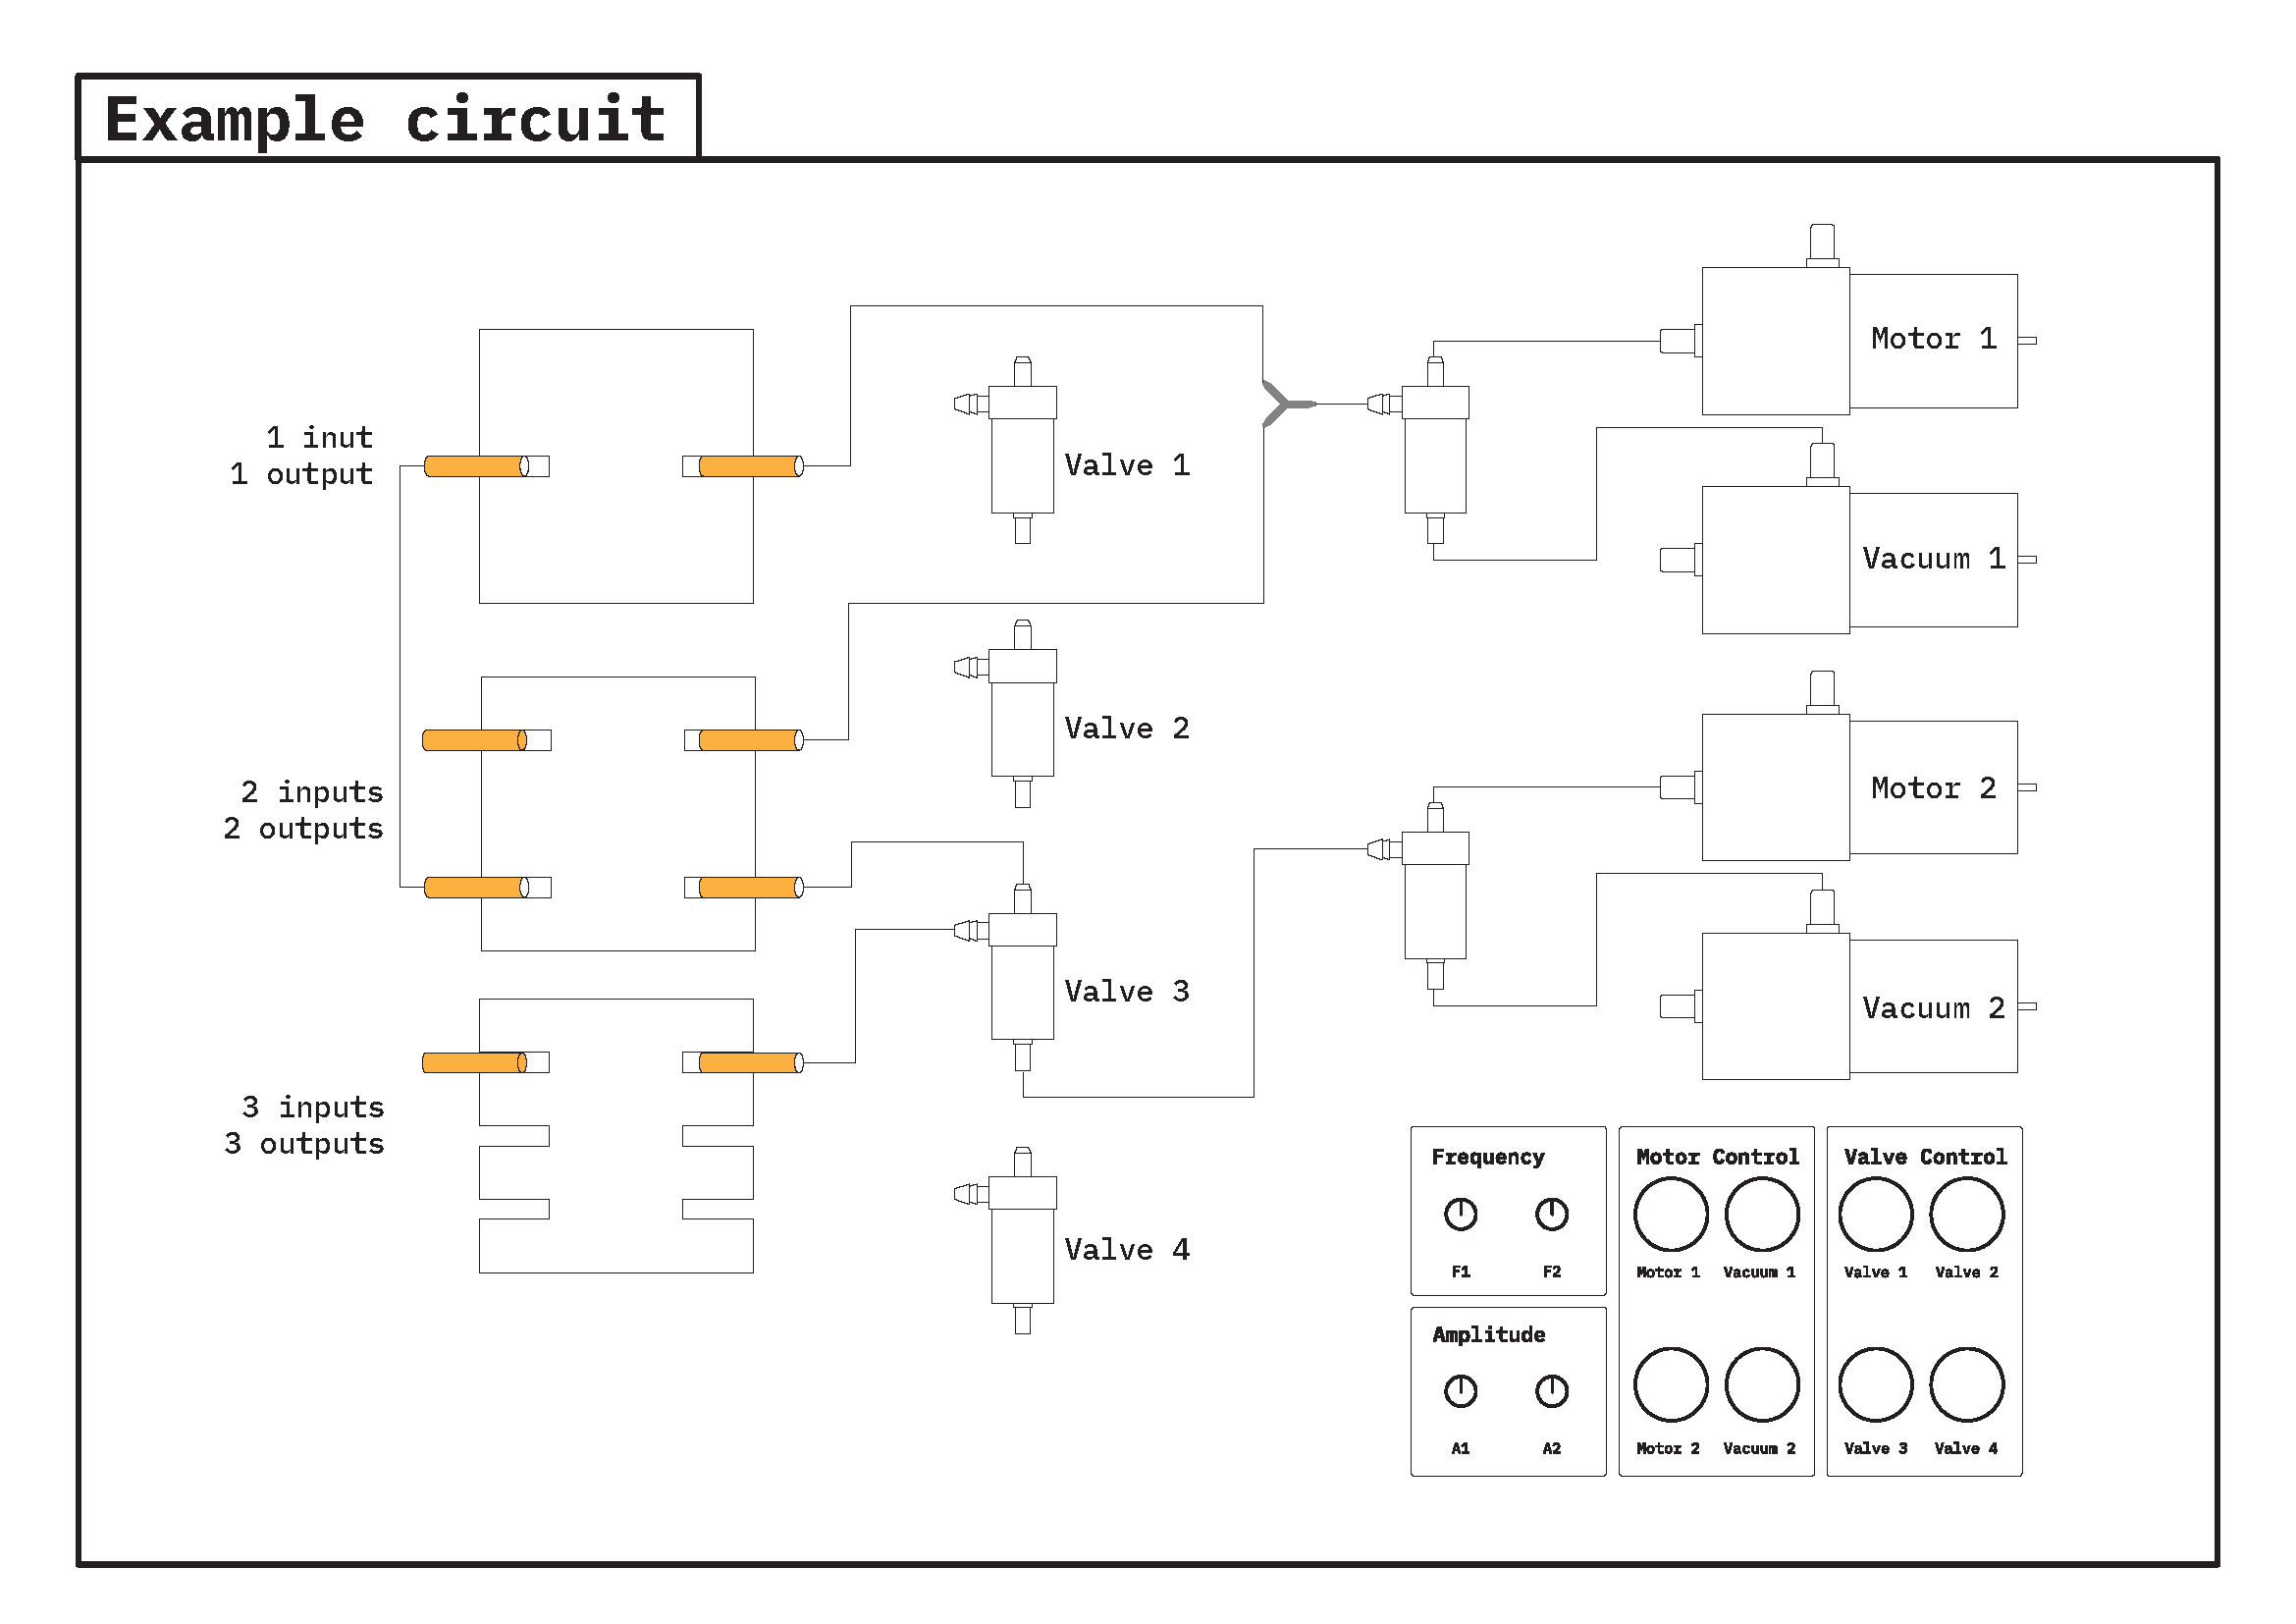 Example circuit
1 inut
1 output
Valve 1
Motor 1
Vacuum 1
2 inputs
2 outputs
Valve 2
Motor 2
Valve 3
Vacuum 2
3 inputs
3 outputs
Valve 4
Frequency
F1 F2
Amplitude
A1 A2
Motor Control
Motor 1 Vacuum 1
Motor 2 Vacuum 2
Valve Control
Valve 1 Valve 2
Valve 3 Valve 4